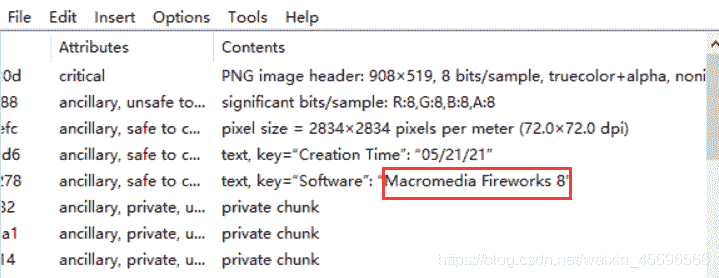 File Edit Insert Options Tools Help
Attributes Contents
0d critical PNG image header: 908×519, 8 bits/sample, truecolor+alpha, noni
88 ancillary, unsafe to... significant bits/sample: R:8,G:8,B:8,A:8
efc ancillary, safe to c... pixel size = 2834×2834 pixels per meter (72.0×72.0 dpi)
d6 ancillary, safe to c... text, key="Creation Time": "05/21/21"
278 ancillary, safe to c... text, key="Software": "Macromedia Fireworks 8"
32 ancillary, private, u... private chunk
a1 ancillary, private, u... private chunk
14 ancillary, private, u... private chunk
https://blog.csdn.net/weixin_45696568